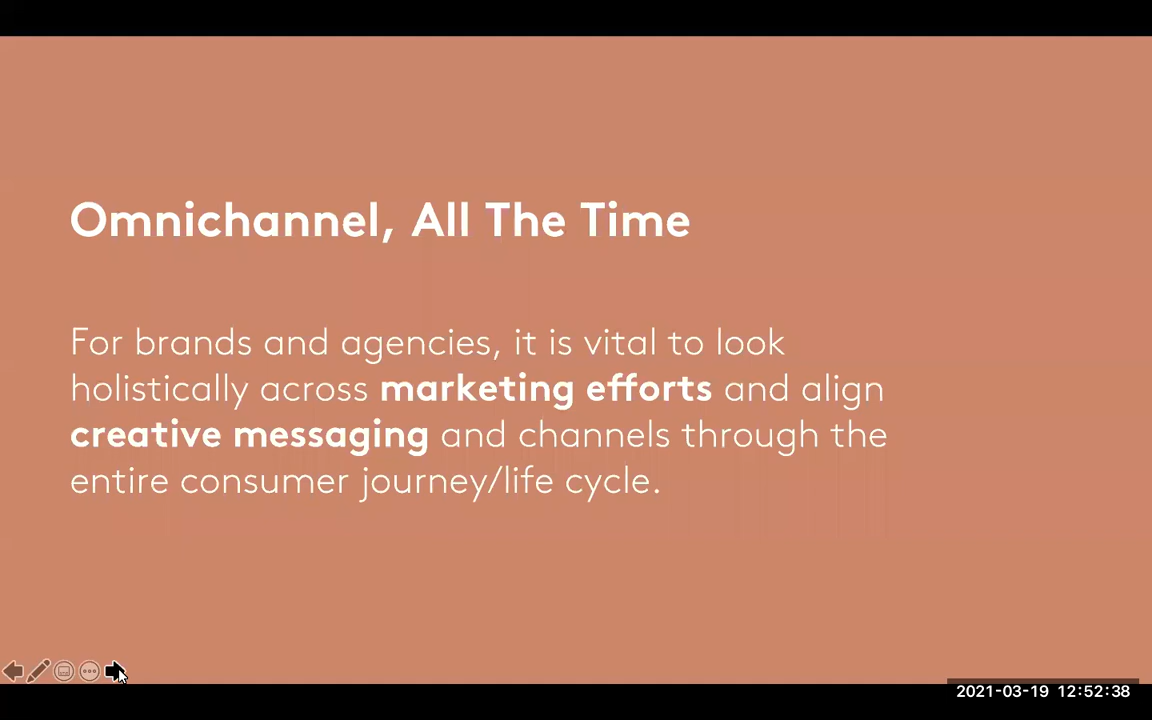 Omnichannel, All The Time
For brands and agencies, it is vital to look
holistically across marketing efforts and align
creative messaging and channels through the
entire consumer journey/life cycle.
2021-03-19 12:52:38